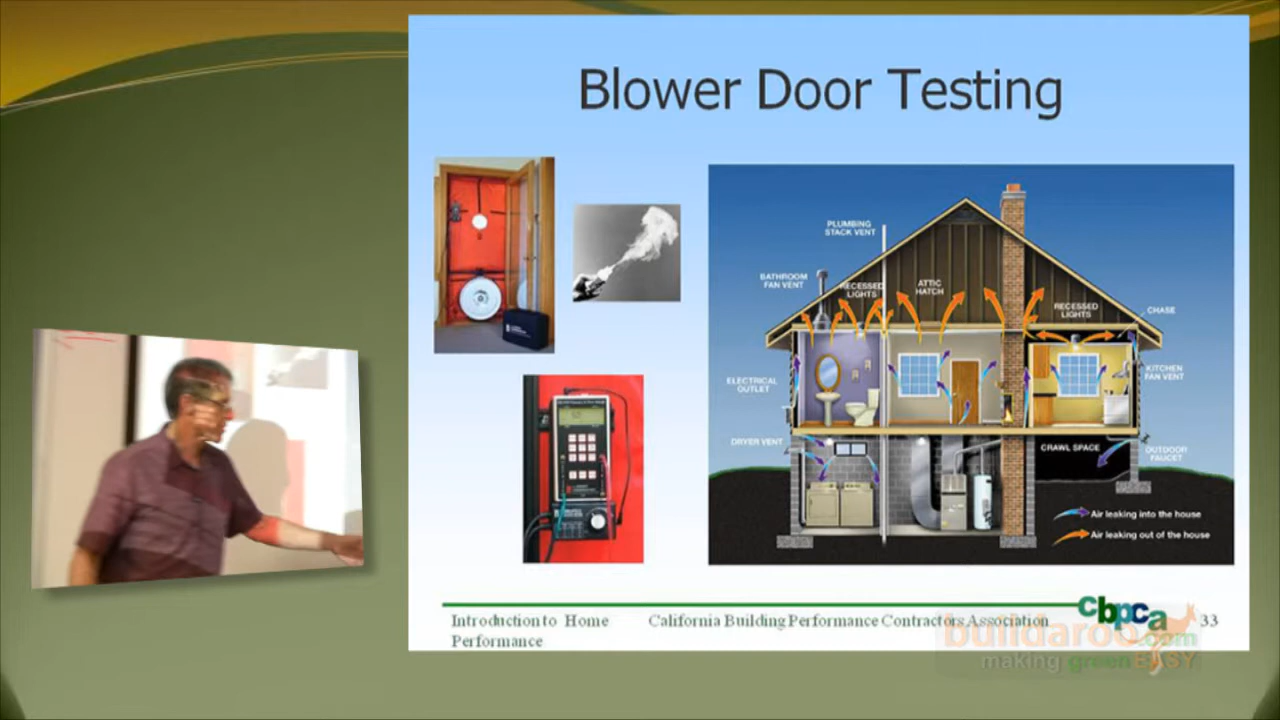 Blower Door Testing
PLUMBING
STACK VENT
BATHROOM
FAN VENT
RECESSED
LIGHTS
ATTIC
HATCH
RECESSED
LIGHTS
CHASE
ELECTRICAL
OUTLET
KITCHEN
FAN VENT
DRYER VENT
CRAWL SPACE
OUTDOOR
FAUCET
Air leaking into the house
Air leaking out of the house
Introduction to Home
Performance
California Building Performance Contractors Association
cbpca
33
buildaroo.com
making green EASY